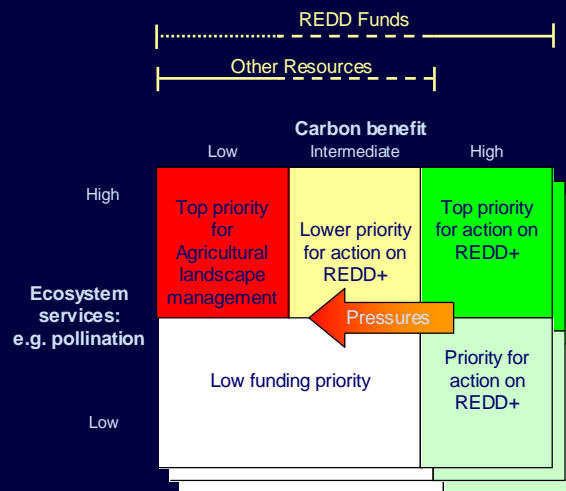 REDD Funds
Other Resources
Carbon benefit
Low
Intermediate
High
High
Top priority
for
Agricultural
landscape
management
Lower priority
for action on
REDD+
Top priority
for action on
REDD+
Ecosystem
services:
e.g. pollination
Pressures
Low funding priority
Priority for
action on
REDD+
Low